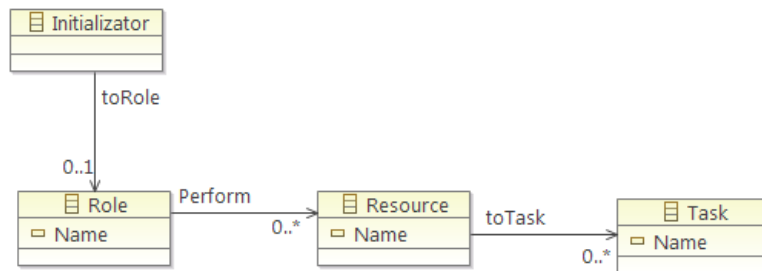 Initializator
toRole
0..1
Role
Name
Perform
0..*
Resource
Name
toTask
0..*
Task
Name